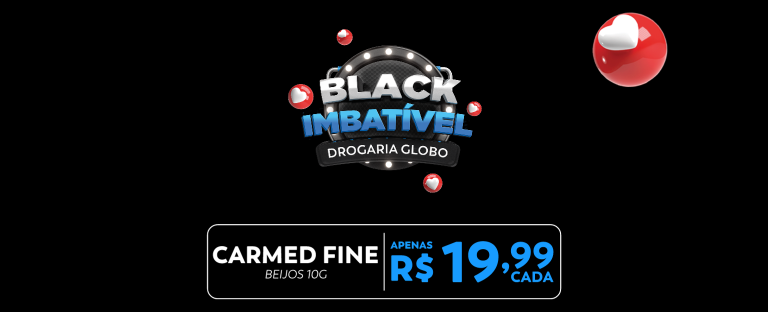 BLACK
IMBATÍVEL
DROGARIA GLOBO
CARMED FINE
BEIJOS 10G
APENAS
R$ 19,99
CADA